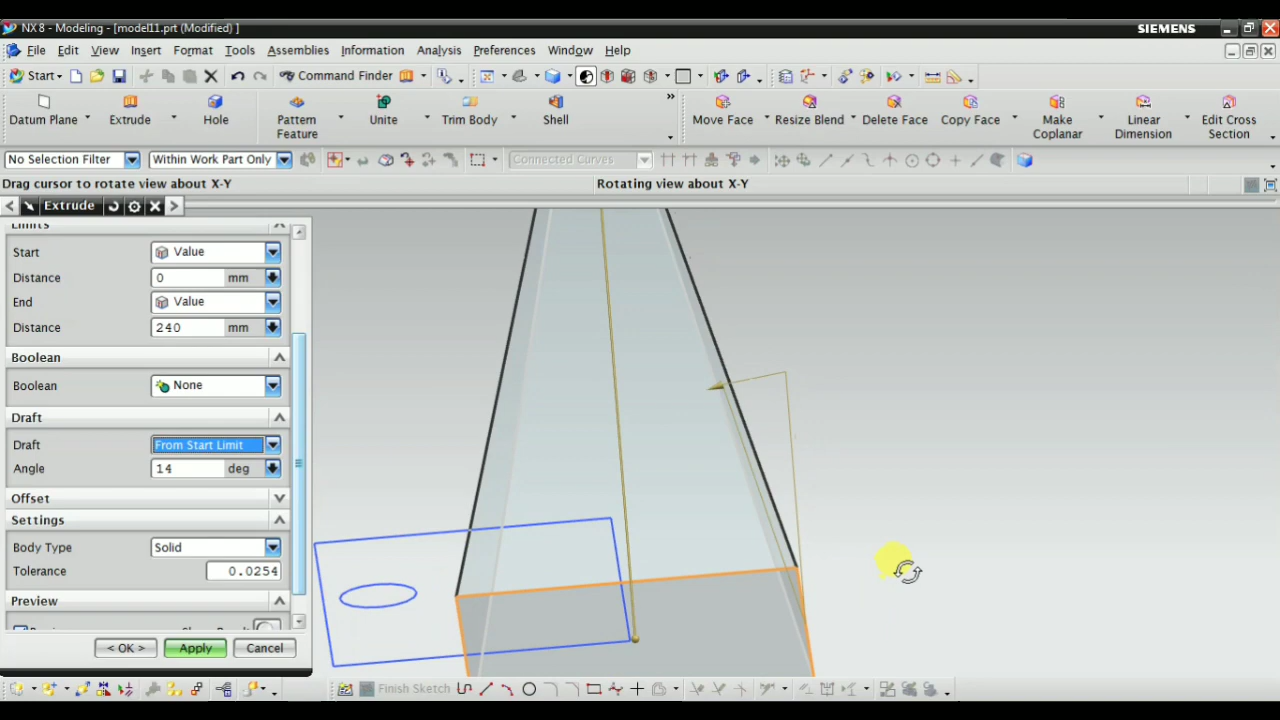 NX 8 - Modeling - [model11.prt (Modified) ]
SIEMENS
File Edit View Insert Format Tools Assemblies Information Analysis Preferences Window Help
Start Command Finder
Datum Plane Extrude Hole Pattern Feature Unite Trim Body Shell Move Face Resize Blend Delete Face Copy Face Make Coplanar Linear Dimension Edit Cross Section
No Selection Filter Within Work Part Only Connected Curves
Drag cursor to rotate view about X-Y Rotating view about X-Y
Extrude
Limits
Start Value
Distance 0 mm
End Value
Distance 240 mm
Boolean
Boolean None
Draft
Draft From Start Limit
Angle 14 deg
Offset
Settings
Body Type Solid
Tolerance 0.0254
Preview
< OK > Apply Cancel
Finish Sketch